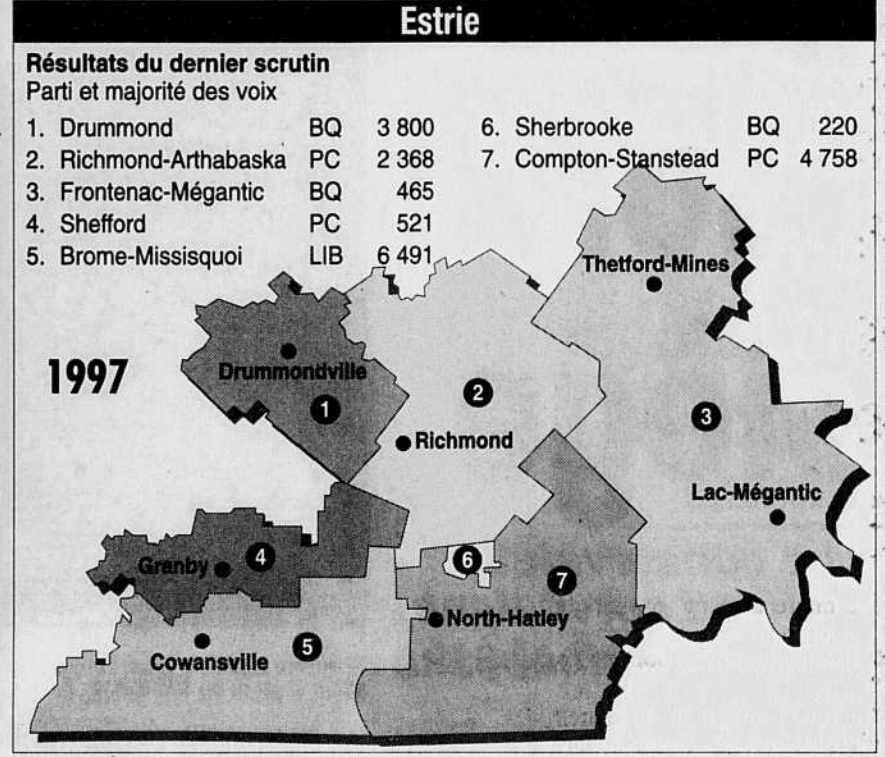 Estrie
Résultats du dernier scrutin
Parti et majorité des voix
1. Drummond BQ 3 800
2. Richmond-Arthabaska PC 2 368
3. Frontenac-Mégantic BQ 465
4. Shefford PC 521
5. Brome-Missisquoi LIB 6 491
6. Sherbrooke BQ 220
7. Compton-Stanstead PC 4 758
1997
Thetford-Mines
Drummondville
1
2
3
Richmond
Lac-Mégantic
Granby
4
6
7
North-Hatley
Cowansville
5